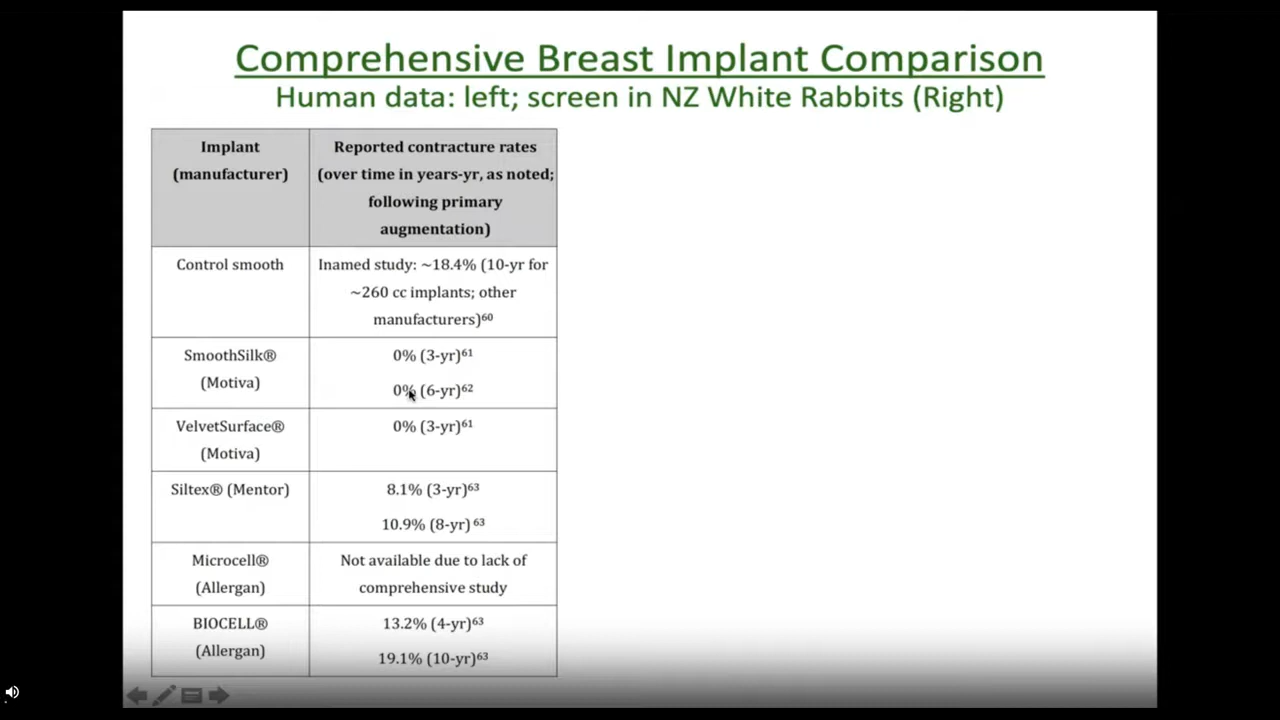 Comprehensive Breast Implant Comparison
Human data: left; screen in NZ White Rabbits (Right)
Implant
(manufacturer)
Reported contracture rates
(over time in years-yr, as noted;
following primary
augmentation)
Control smooth
Inamed study: ~18.4% (10-yr for
~260 cc implants; other
manufacturers)⁶⁰
SmoothSilk®
(Motiva)
0% (3-yr)⁶¹
0% (6-yr)⁶²
VelvetSurface®
(Motiva)
0% (3-yr)⁶¹
Siltex® (Mentor)
8.1% (3-yr)⁶³
10.9% (8-yr) ⁶³
Microcell®
(Allergan)
Not available due to lack of
comprehensive study
BIOCELL®
(Allergan)
13.2% (4-yr)⁶³
19.1% (10-yr)⁶³